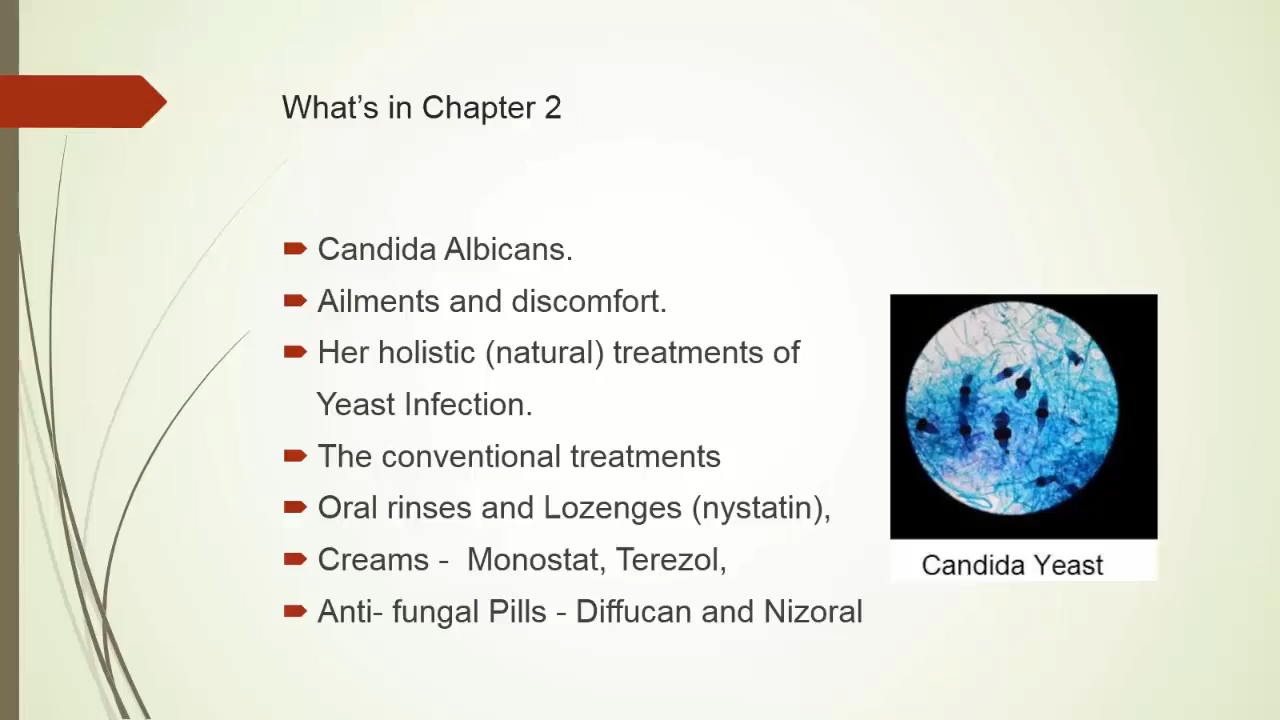 What’s in Chapter 2
Candida Albicans.
Ailments and discomfort.
Her holistic (natural) treatments of
Yeast Infection.
The conventional treatments
Oral rinses and Lozenges (nystatin),
Creams -  Monostat, Terezol,
Anti- fungal Pills - Diffucan and Nizoral
Candida Yeast